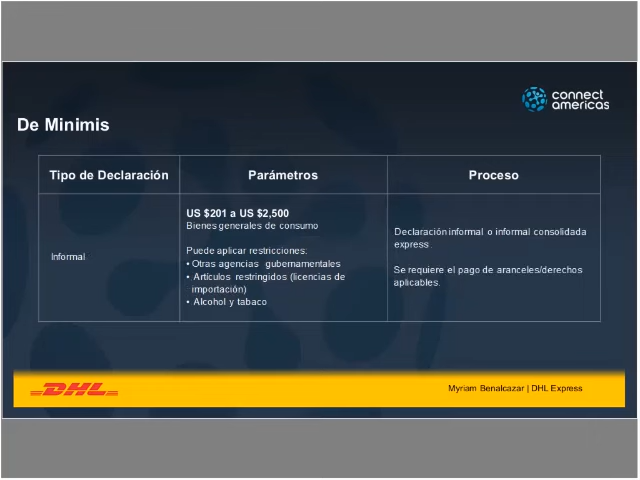 connect
americas
De Minimis
Tipo de Declaración
Parámetros
Proceso
Informal
US $201 a US $2,500
Bienes generales de consumo
Puede aplicar restricciones:
• Otras agencias gubernamentales
• Artículos restringidos (licencias de
importación)
• Alcohol y tabaco
Declaración informal o informal consolidada
express.
Se requiere el pago de aranceles/derechos
aplicables.
DHL
Myriam Benalcazar | DHL Express